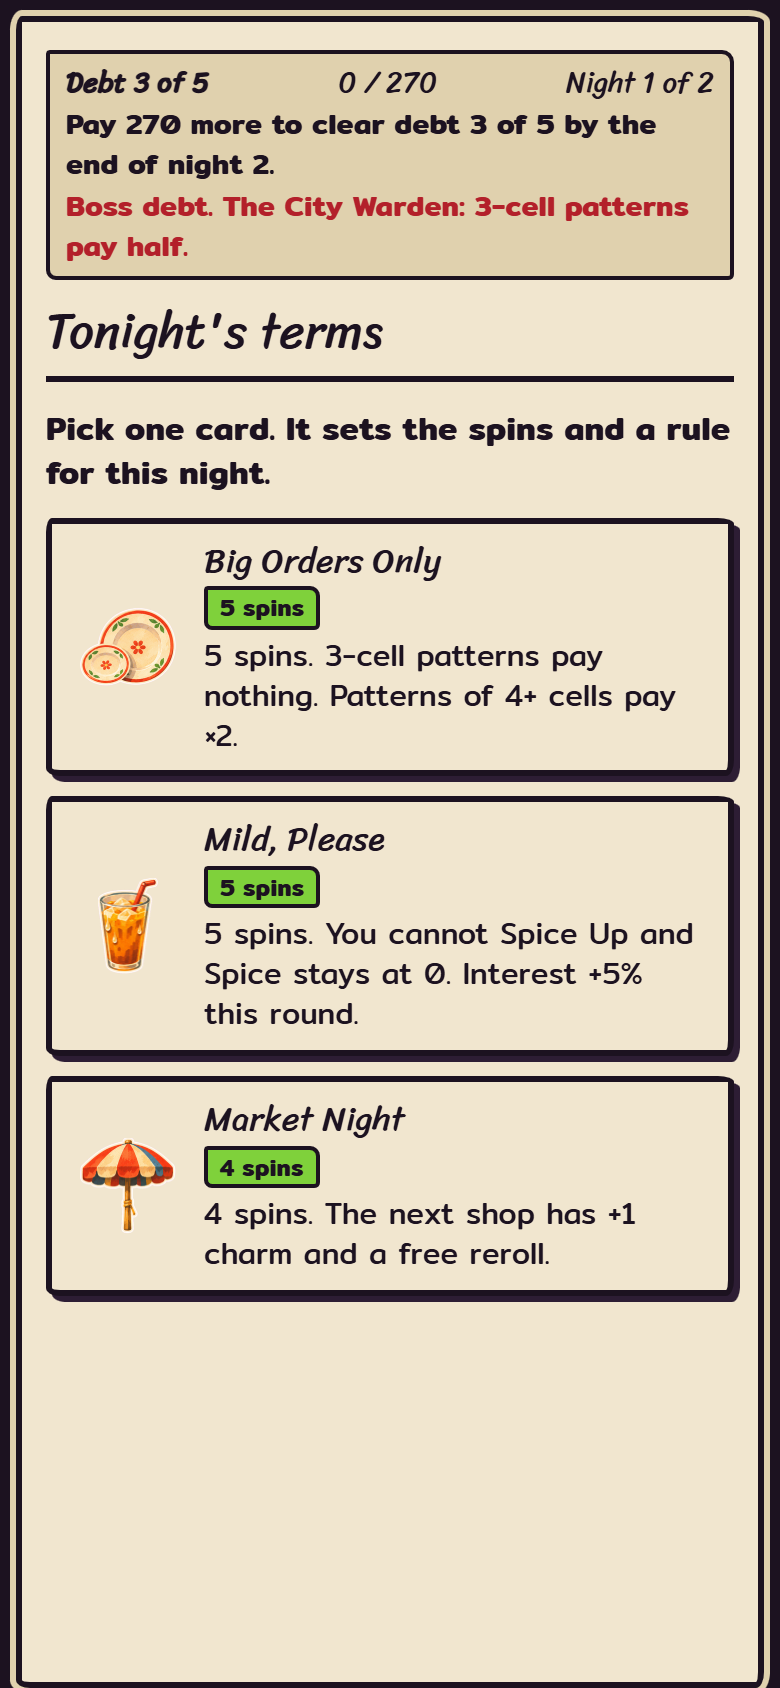 Debt 3 of 5 0 / 270 Night 1 of 2
Pay 270 more to clear debt 3 of 5 by the
end of night 2.
Boss debt. The City Warden: 3-cell patterns
pay half.
Tonight's terms
Pick one card. It sets the spins and a rule
for this night.
Big Orders Only
5 spins
5 spins. 3-cell patterns pay
nothing. Patterns of 4+ cells pay
×2.
Mild, Please
5 spins
5 spins. You cannot Spice Up and
Spice stays at 0. Interest +5%
this round.
Market Night
4 spins
4 spins. The next shop has +1
charm and a free reroll.